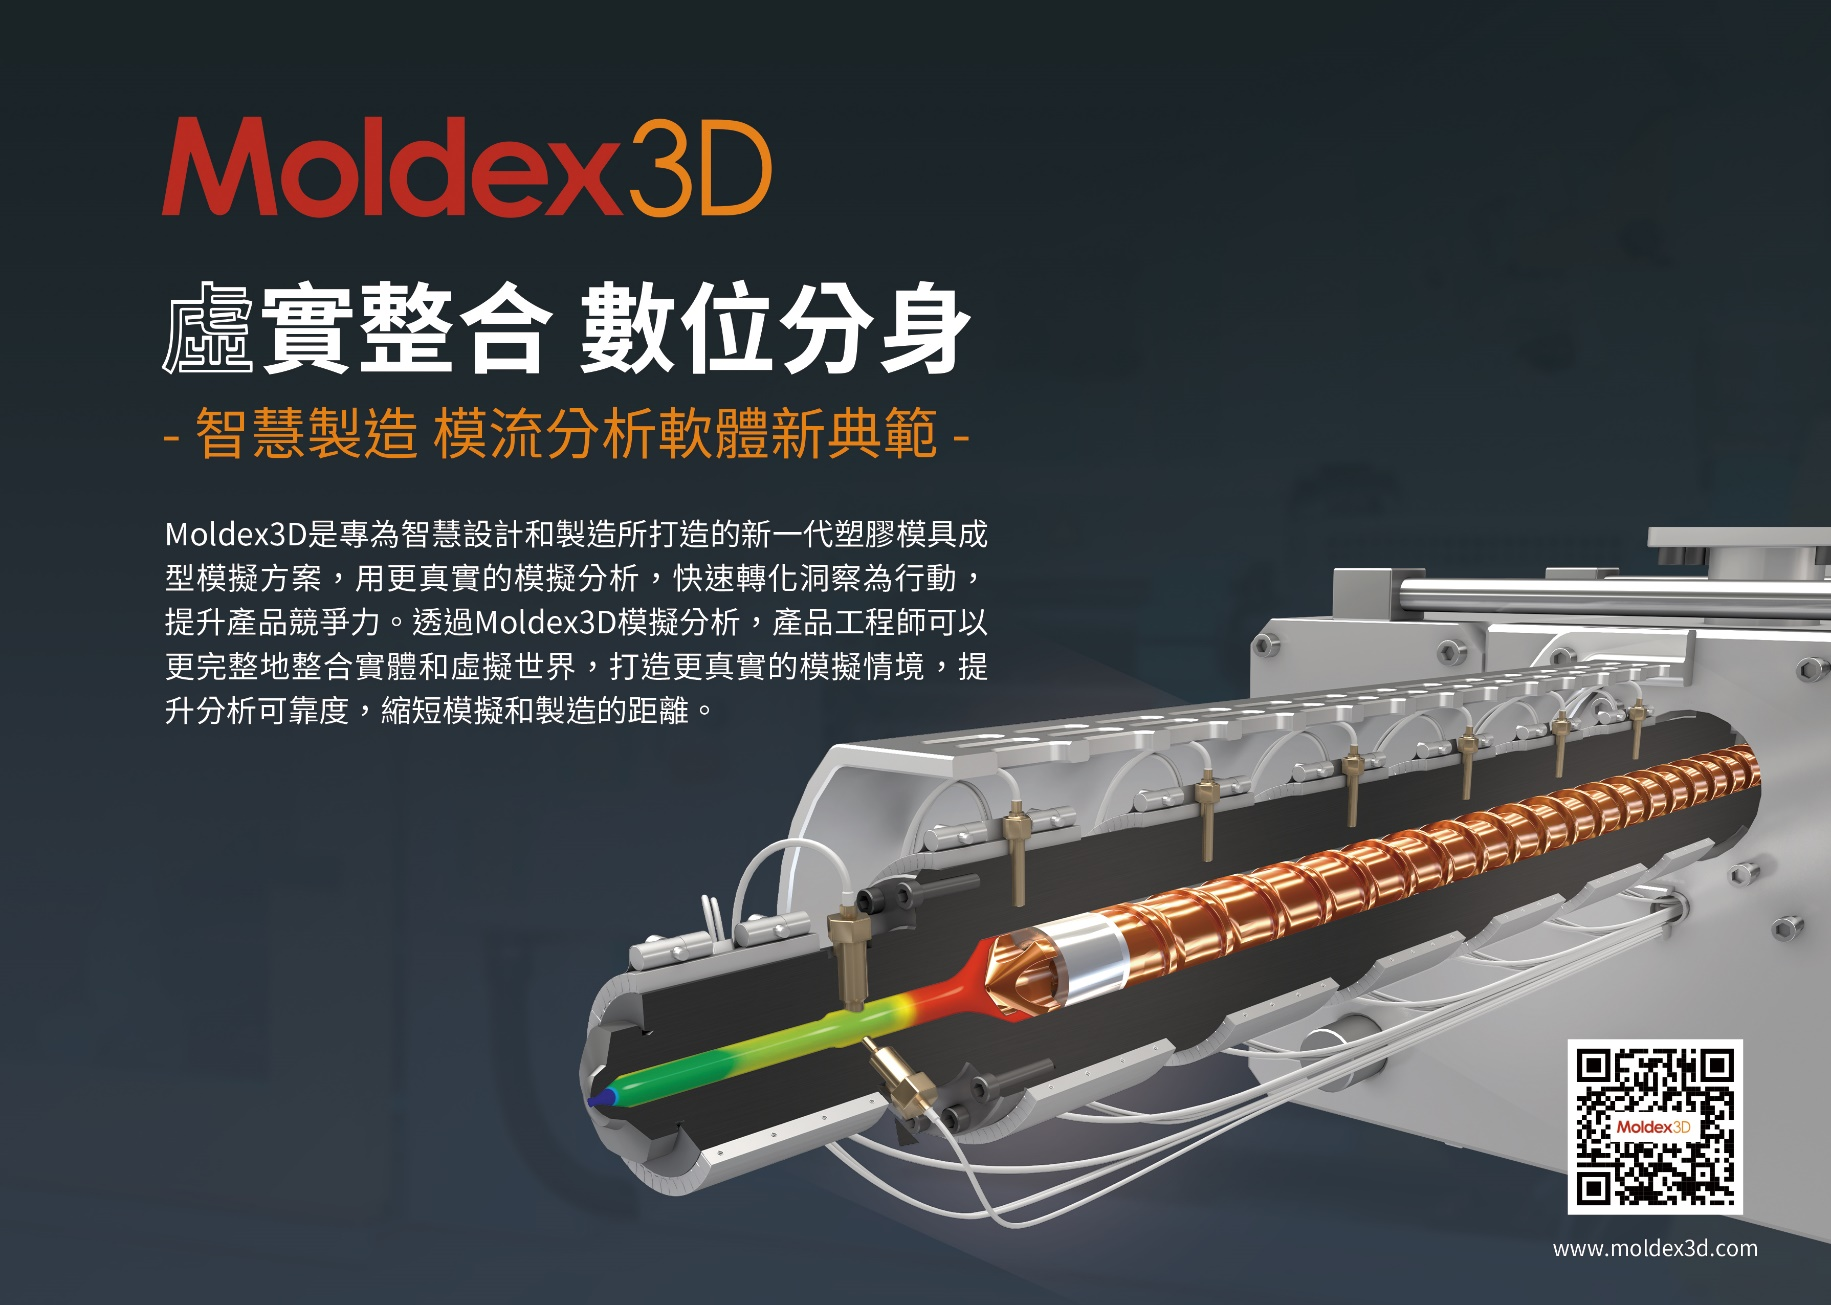 Moldex3D
虛實整合 數位分身
- 智慧製造 模流分析軟體新典範 -
Moldex3D是專為智慧設計和製造所打造的新一代塑膠模具成
型模擬方案，用更真實的模擬分析，快速轉化洞察為行動，
提升產品競爭力。透過Moldex3D模擬分析，產品工程師可以
更完整地整合實體和虛擬世界，打造更真實的模擬情境，提
升分析可靠度，縮短模擬和製造的距離。
Moldex3D
www.moldex3d.com